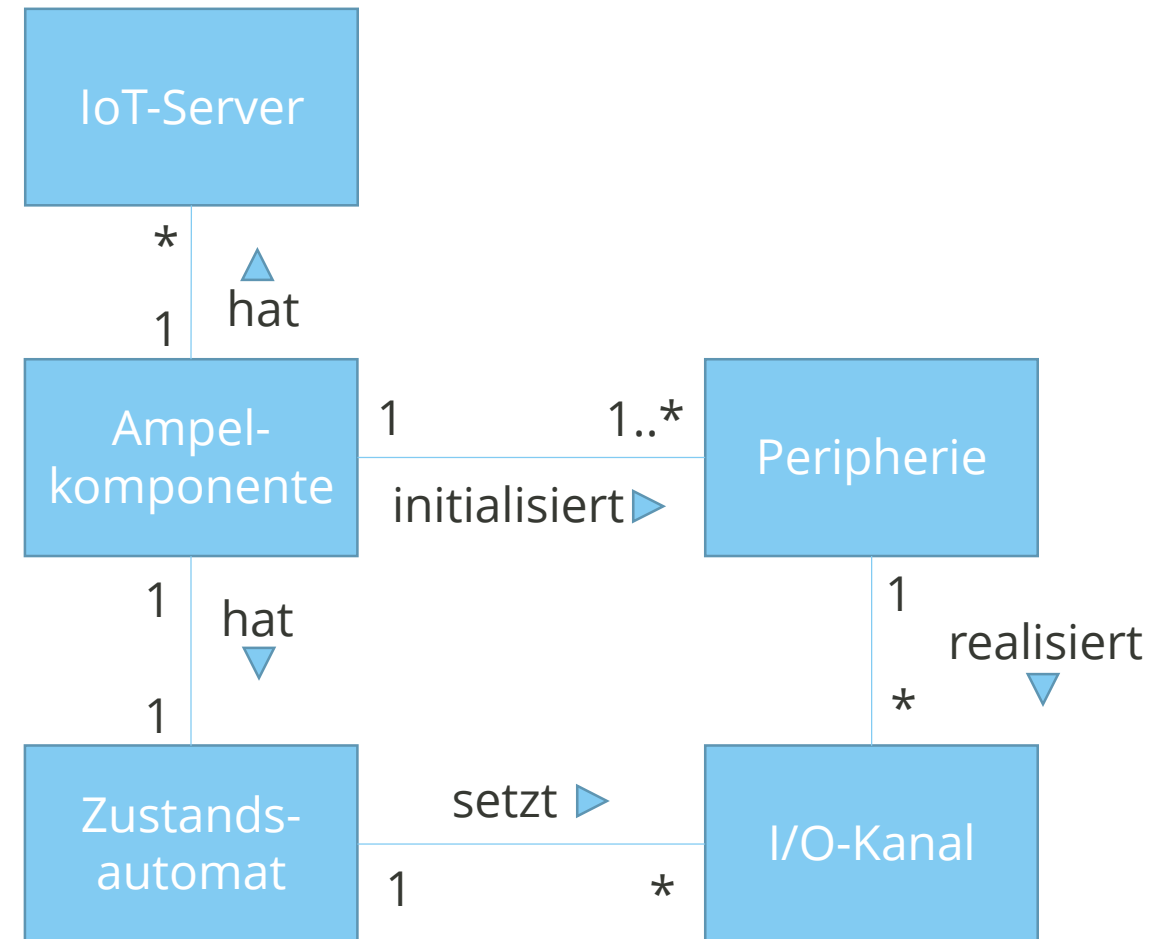 IoT-Server
*
hat
1
Ampel-
komponente
1
1..*
initialisiert
Peripherie
1
hat
1
1
realisiert
*
Zustands-
automat
setzt
1
*
I/O-Kanal